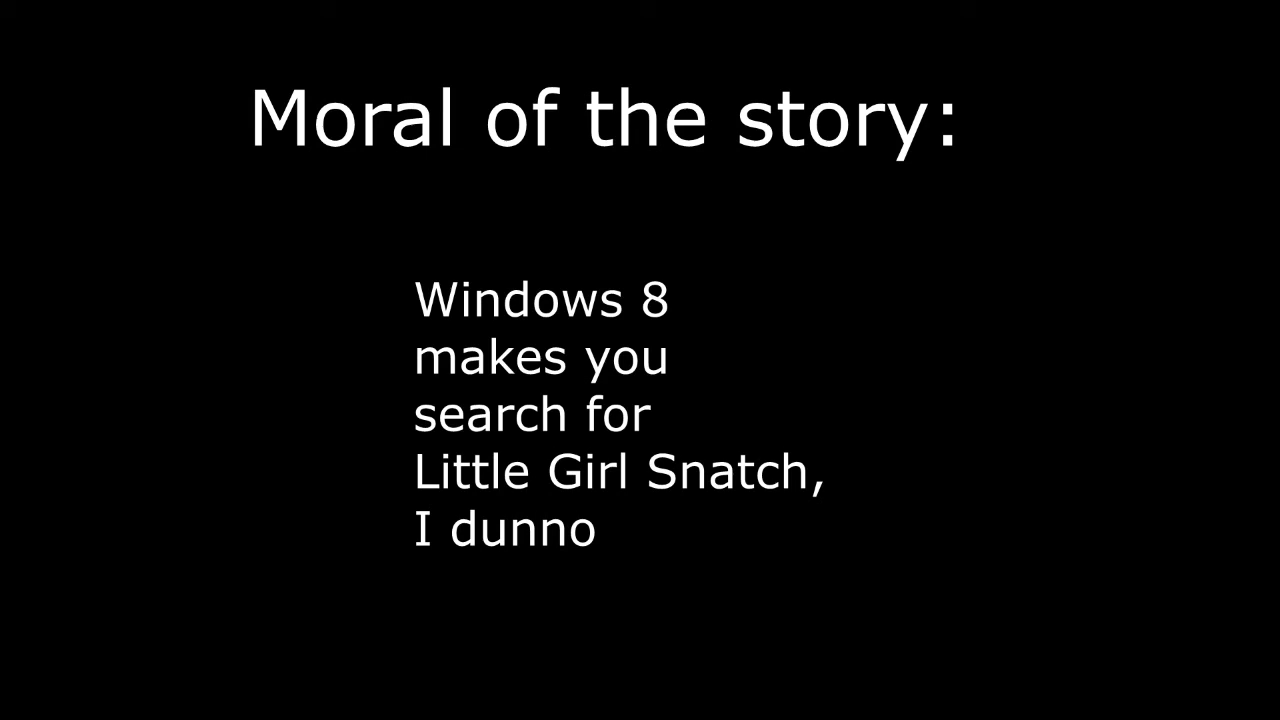 Moral of the story:
Windows 8
makes you
search for
Little Girl Snatch,
I dunno